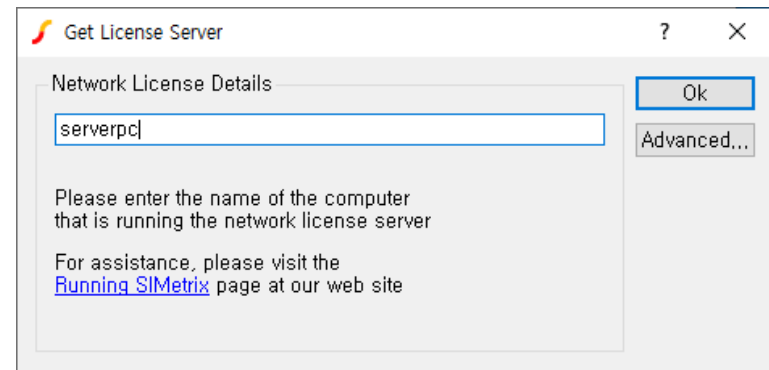 Get License Server
Network License Details
serverpc
Ok
Advanced...
Please enter the name of the computer
that is running the network license server
For assistance, please visit the
Running SIMetrix page at our web site